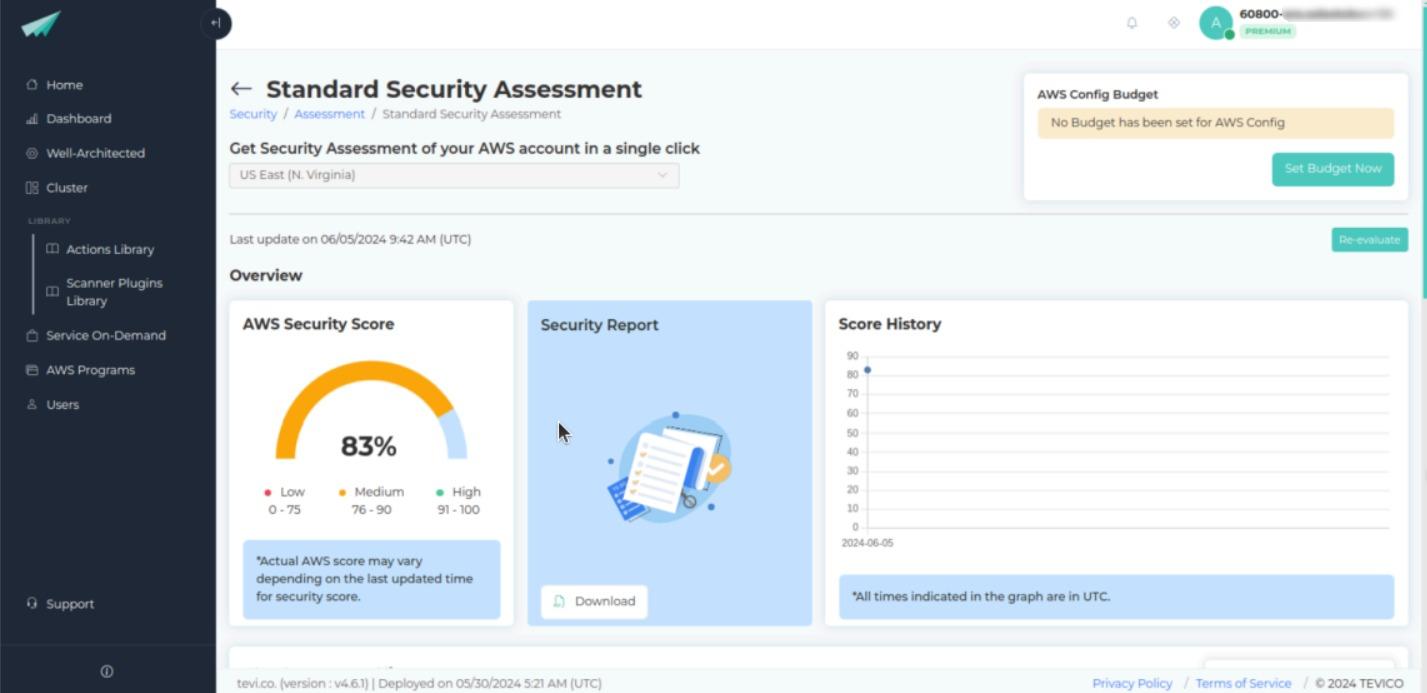 Home
Dashboard
Well-Architected
Cluster
LIBRARY
Actions Library
Scanner Plugins
Library
Service On-Demand
AWS Programs
Users
Support
A
60800-
PREMIUM
Standard Security Assessment
Security / Assessment / Standard Security Assessment
Get Security Assessment of your AWS account in a single click
US East (N. Virginia)
AWS Config Budget
No Budget has been set for AWS Config
Set Budget Now
Last update on 06/05/2024 9:42 AM (UTC)
Re-evaluate
Overview
AWS Security Score
83%
Low Medium High
0 - 75 76 - 90 91 - 100
*Actual AWS score may vary
depending on the last updated time
for security score.
Security Report
Download
Score History
90
80
70
60
50
40
30
20
10
0
2024-06-05
*All times indicated in the graph are in UTC.
tevi.co. (version : v4.6.1) | Deployed on 05/30/2024 5:21 AM (UTC)
Privacy Policy / Terms of Service / © 2024 TEVICO